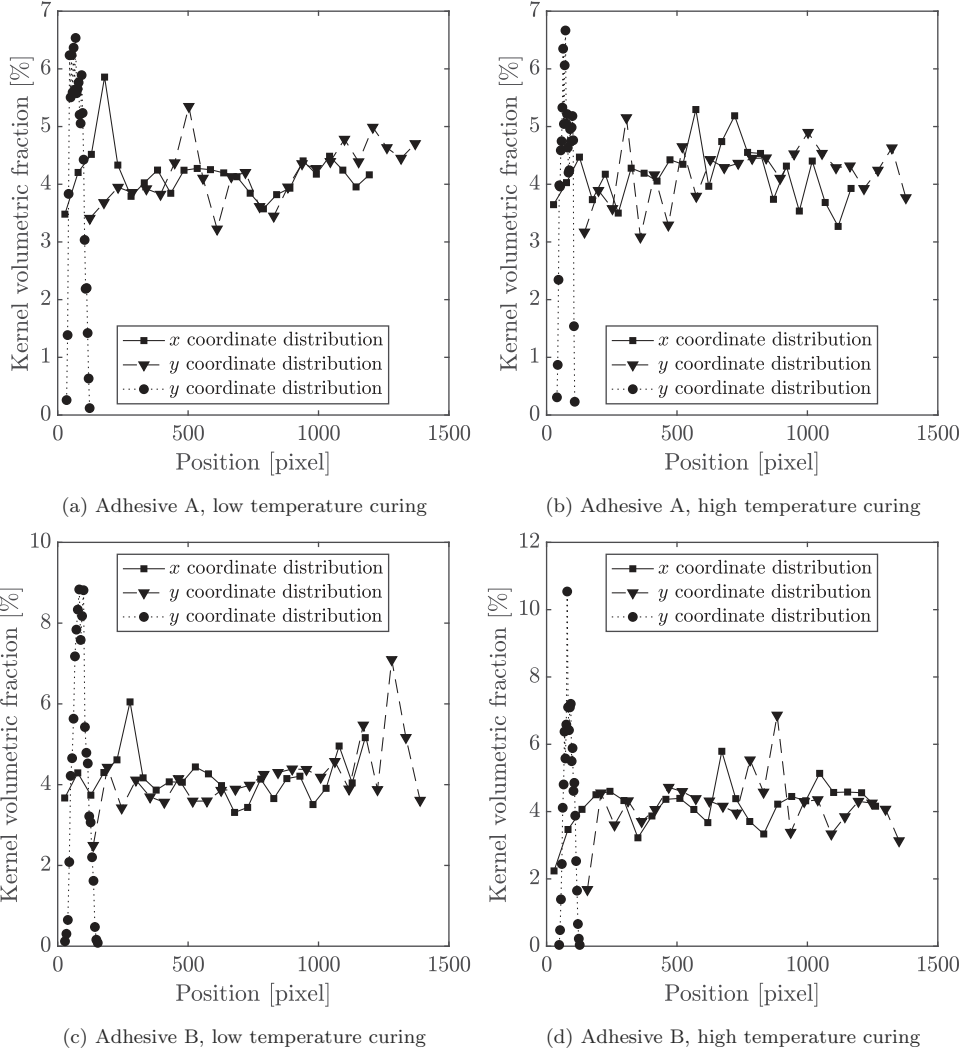 7
6
5
4
3
2
1
0
Kernel volumetric fraction [%]
x coordinate distribution
y coordinate distribution
y coordinate distribution
0 500 1000 1500
Position [pixel]
(a) Adhesive A, low temperature curing
7
6
5
4
3
2
1
0
Kernel volumetric fraction [%]
x coordinate distribution
y coordinate distribution
y coordinate distribution
0 500 1000 1500
Position [pixel]
(b) Adhesive A, high temperature curing
10
8
6
4
2
0
Kernel volumetric fraction [%]
x coordinate distribution
y coordinate distribution
y coordinate distribution
0 500 1000 1500
Position [pixel]
(c) Adhesive B, low temperature curing
12
10
8
6
4
2
0
Kernel volumetric fraction [%]
x coordinate distribution
y coordinate distribution
y coordinate distribution
0 500 1000 1500
Position [pixel]
(d) Adhesive B, high temperature curing